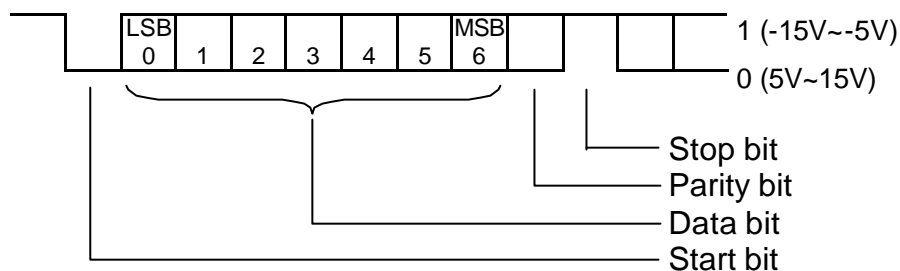 LSB MSB 1 (-15V~-5V)
0 1 2 3 4 5 6
0 (5V~15V)
Stop bit
Parity bit
Data bit
Start bit